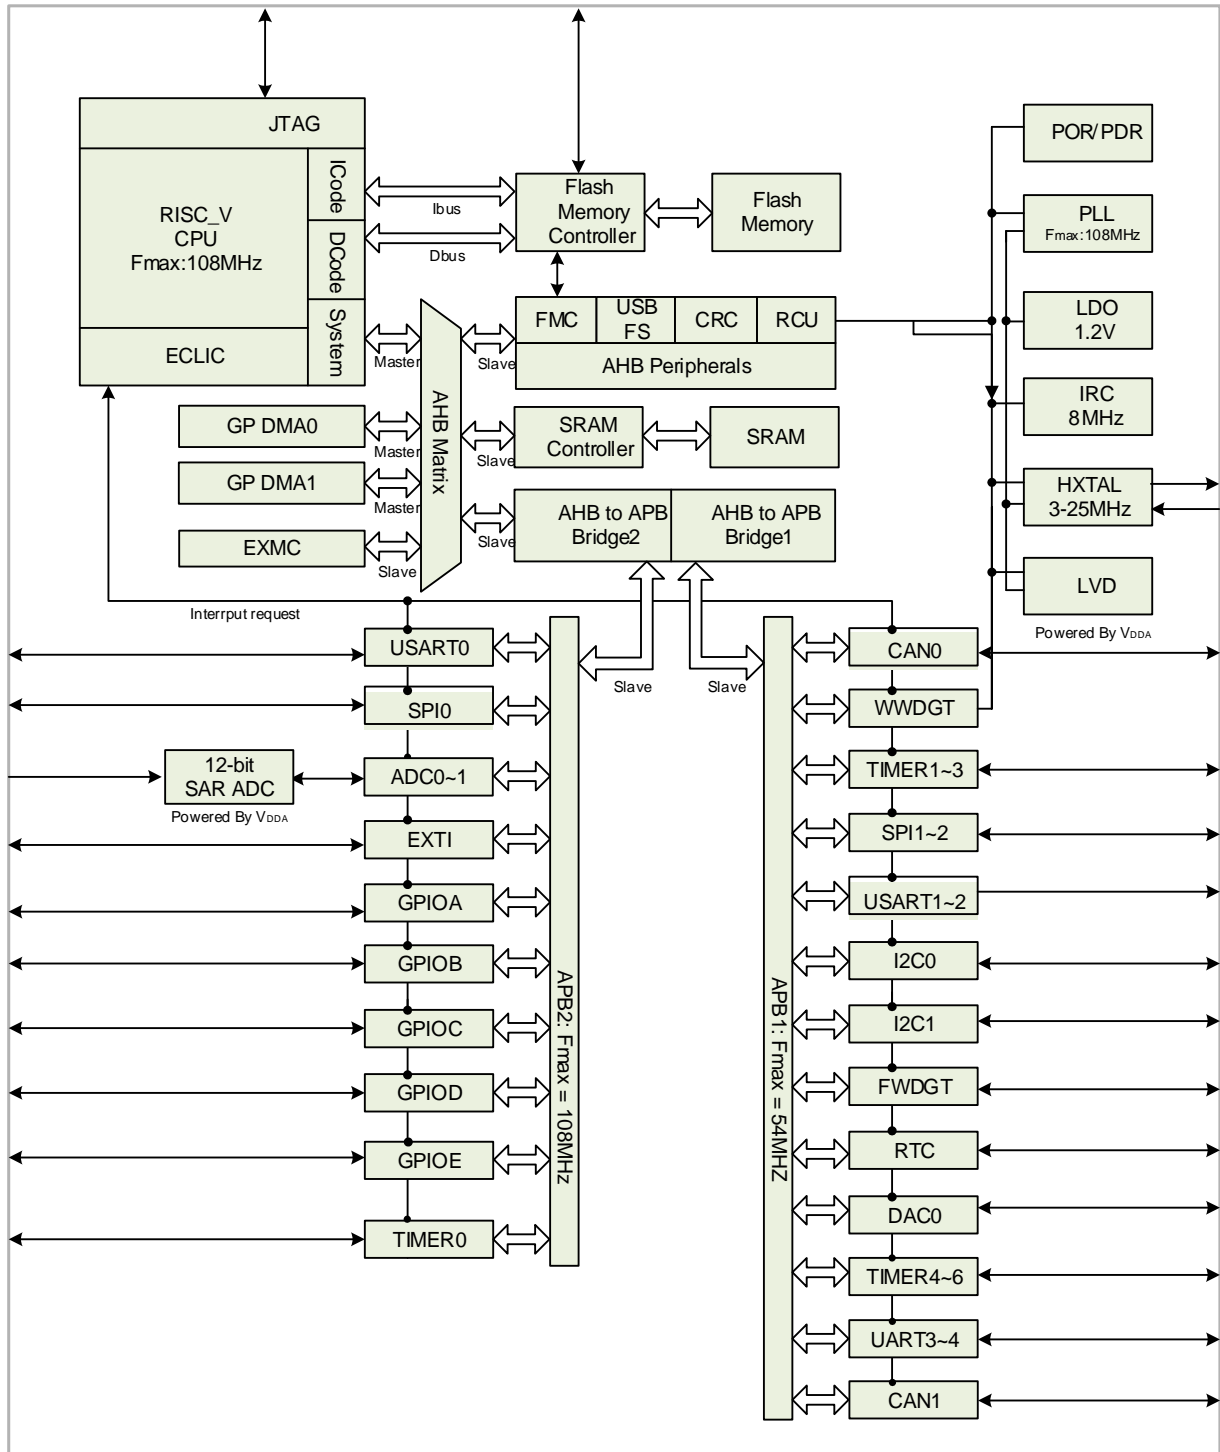 JTAG
RISC_V
CPU
Fmax:108MHz
ICode
DCode
System
ECLIC
Ibus
Dbus
Flash
Memory
Controller
Flash
Memory
FMC
USB
FS
CRC
RCU
AHB Peripherals
Master
Slave
AHB Matrix
GP DMA0
Master
GP DMA1
Master
EXMC
Slave
SRAM
Controller
SRAM
Slave
AHB to APB
Bridge2
AHB to APB
Bridge1
Slave
POR/PDR
PLL
Fmax:108MHz
LDO
1.2V
IRC
8MHz
HXTAL
3-25MHz
LVD
Powered By VDDA
Interrput request
Slave
Slave
USART0
SPI0
12-bit
SAR ADC
Powered By VDDA
ADC0~1
EXTI
GPIOA
GPIOB
GPIOC
GPIOD
GPIOE
TIMER0
APB2: Fmax = 108MHz
APB1: Fmax = 54MHZ
CAN0
WWDGT
TIMER1~3
SPI1~2
USART1~2
I2C0
I2C1
FWDGT
RTC
DAC0
TIMER4~6
UART3~4
CAN1